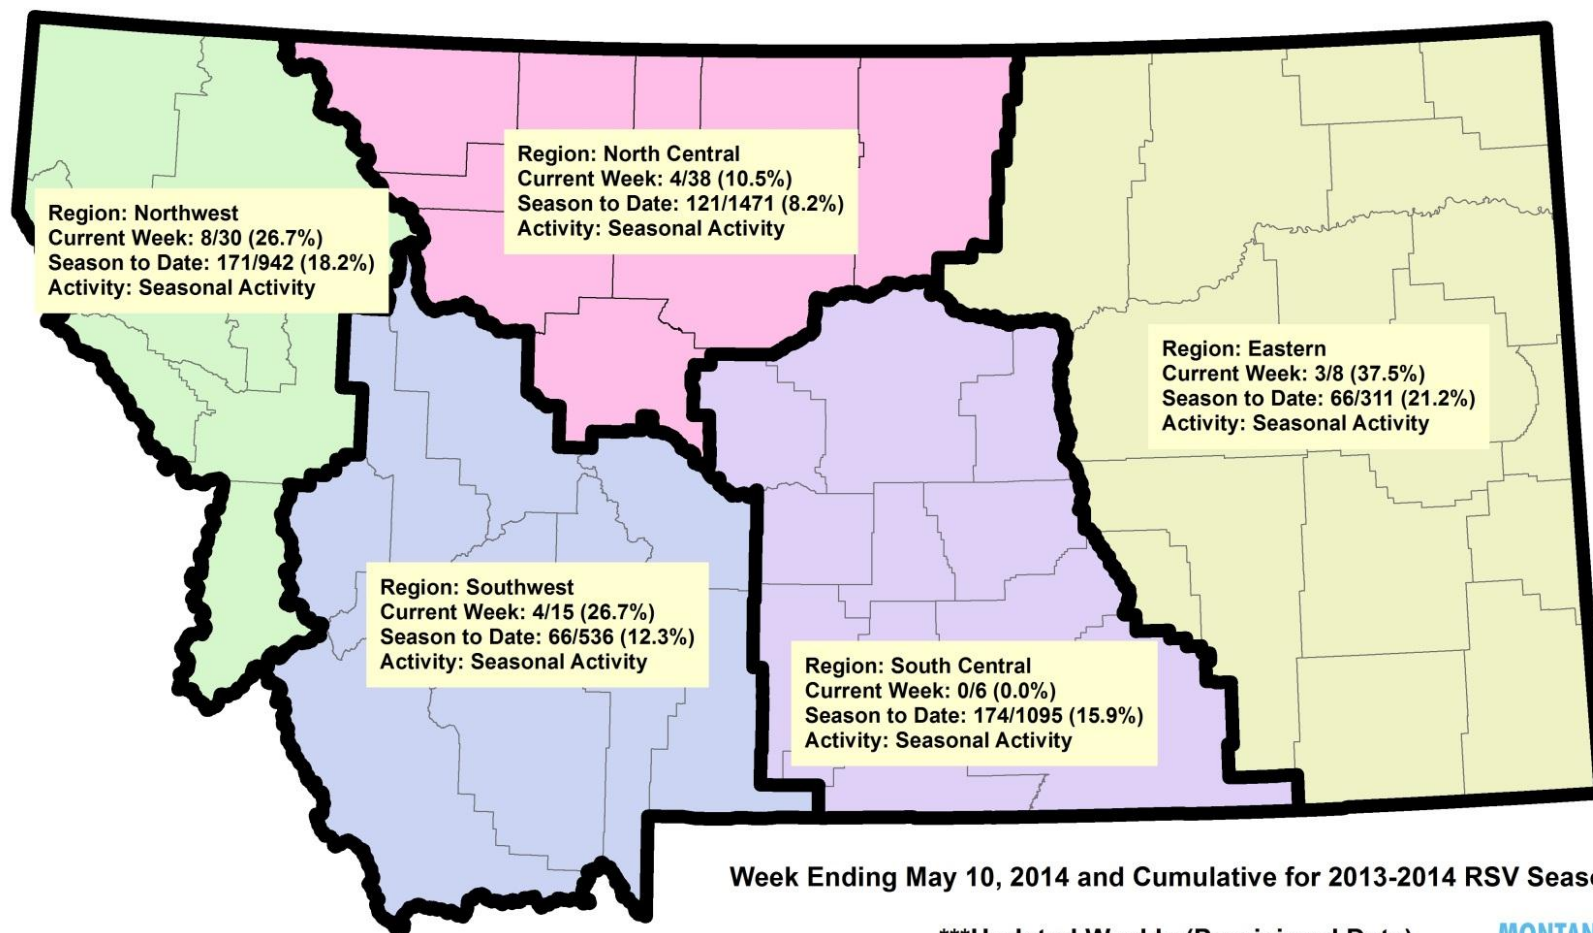 Region: North Central
Current Week: 4/38 (10.5%)
Season to Date: 121/1471 (8.2%)
Activity: Seasonal Activity
Region: Northwest
Current Week: 8/30 (26.7%)
Season to Date: 171/942 (18.2%)
Activity: Seasonal Activity
Region: Eastern
Current Week: 3/8 (37.5%)
Season to Date: 66/311 (21.2%)
Activity: Seasonal Activity
Region: Southwest
Current Week: 4/15 (26.7%)
Season to Date: 66/536 (12.3%)
Activity: Seasonal Activity
Region: South Central
Current Week: 0/6 (0.0%)
Season to Date: 174/1095 (15.9%)
Activity: Seasonal Activity
Week Ending May 10, 2014 and Cumulative for 2013-2014 RSV